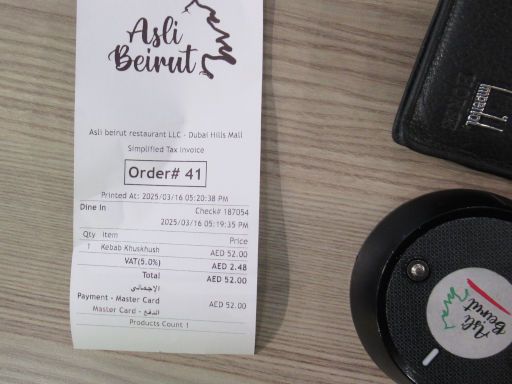 Asli
Beirut
Asli beirut restaurant LLC - Dubai Hills Mall
Simplified Tax Invoice
Order# 41
Printed At: 2025/03/16 05:20:38 PM
Dine In Check# 187054
2025/03/16 05:19:35 PM
Qty Item Price
1 Kebab Khuskhush AED 52.00
VAT(5.0%) AED 2.48
Total AED 52.00
الإجمالي
Payment - Master Card AED 52.00
Master Card - الدفع
Products Count 1
Asli
Beirut